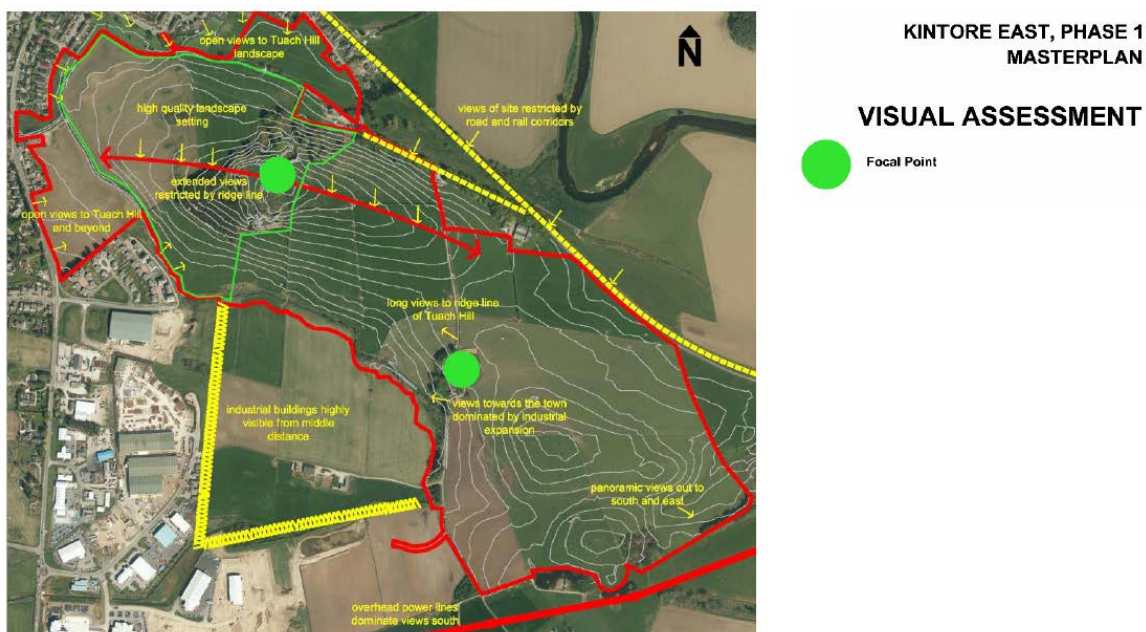 open views to Tuach Hill
landscape
N
high quality landscape
setting
views of site restricted by
road and rail corridors
extended views
restricted by ridge line
open views to Tuach Hill
and beyond
long views to ridge line
of Tuach Hill
views towards the town
dominated by industrial
expansion
industrial buildings highly
visible from middle
distance
panoramic views out to
south and east
overhead power lines
dominate views south
KINTORE EAST, PHASE 1
MASTERPLAN
VISUAL ASSESSMENT
Focal Point